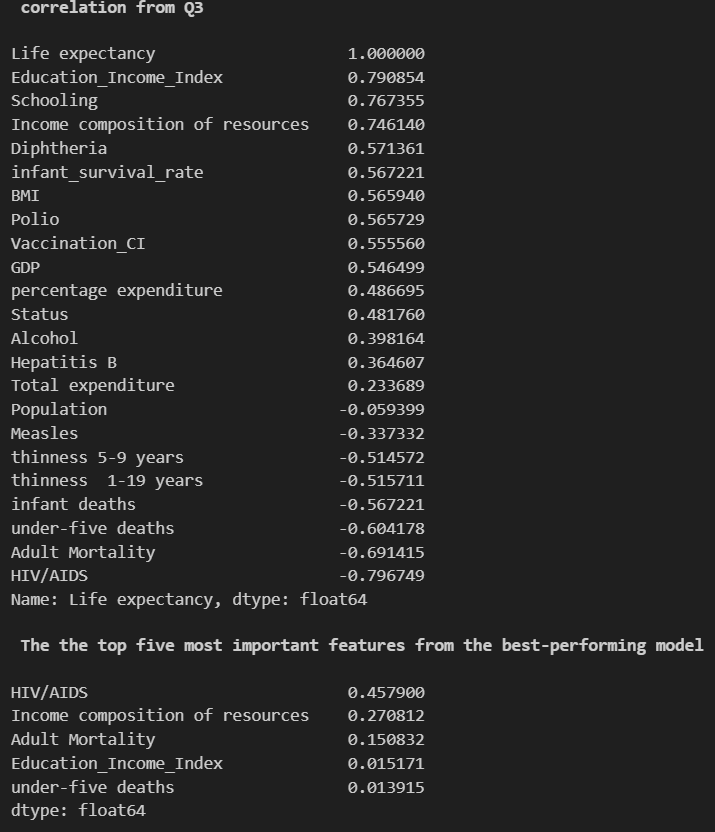 correlation from Q3
Life expectancy 1.000000
Education_Income_Index 0.790854
Schooling 0.767355
Income composition of resources 0.746140
Diphtheria 0.571361
infant_survival_rate 0.567221
BMI 0.565940
Polio 0.565729
Vaccination_CI 0.555560
GDP 0.546499
percentage expenditure 0.486695
Status 0.481760
Alcohol 0.398164
Hepatitis B 0.364607
Total expenditure 0.233689
Population -0.059399
Measles -0.337332
thinness 5-9 years -0.514572
thinness  1-19 years -0.515711
infant deaths -0.567221
under-five deaths -0.604178
Adult Mortality -0.691415
HIV/AIDS -0.796749
Name: Life expectancy, dtype: float64
The the top five most important features from the best-performing model
HIV/AIDS 0.457900
Income composition of resources 0.270812
Adult Mortality 0.150832
Education_Income_Index 0.015171
under-five deaths 0.013915
dtype: float64